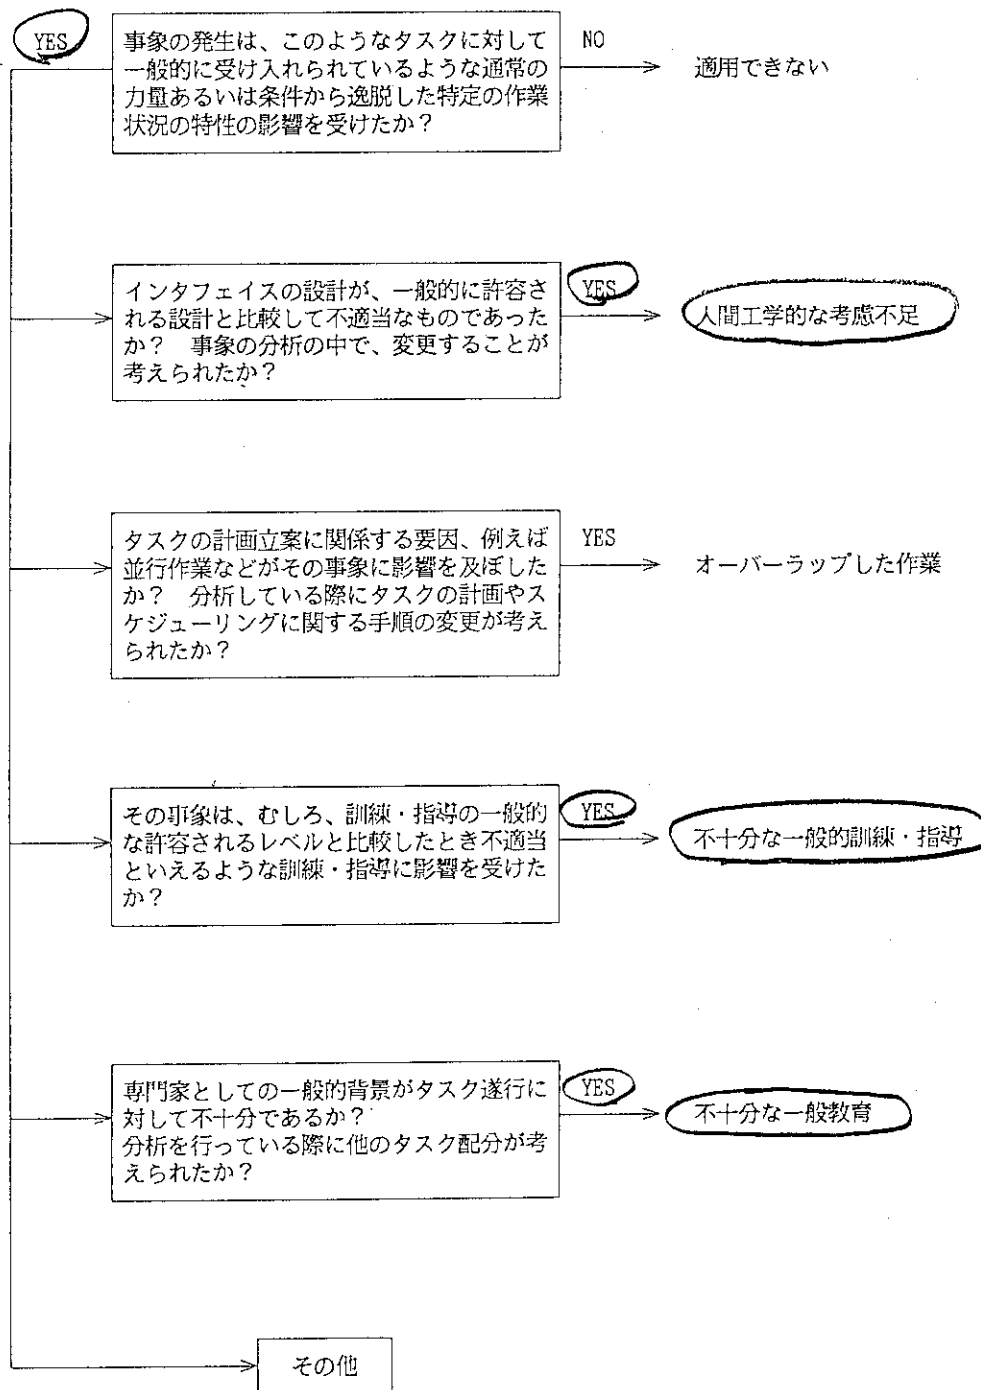 YES
事象の発生は、このようなタスクに対して
一般的に受け入れられているような通常の
力量あるいは条件から逸脱した特定の作業
状況の特性の影響を受けたか？
NO
適用できない
インタフェイスの設計が、一般的に許容さ
れる設計と比較して不適当なものであった
か？　事象の分析の中で、変更することが
考えられたか？
YES
人間工学的な考慮不足
タスクの計画立案に関係する要因、例えば
並行作業などがその事象に影響を及ぼした
か？　分析している際にタスクの計画やス
ケジューリングに関する手順の変更が考え
られたか？
YES
オーバーラップした作業
その事象は、むしろ、訓練・指導の一般的
な許容されるレベルと比較したとき不適当
といえるような訓練・指導に影響を受けた
か？
YES
不十分な一般的訓練・指導
専門家としての一般的背景がタスク遂行に
対して不十分であるか？
分析を行っている際に他のタスク配分が考
えられたか？
YES
不十分な一般教育
その他